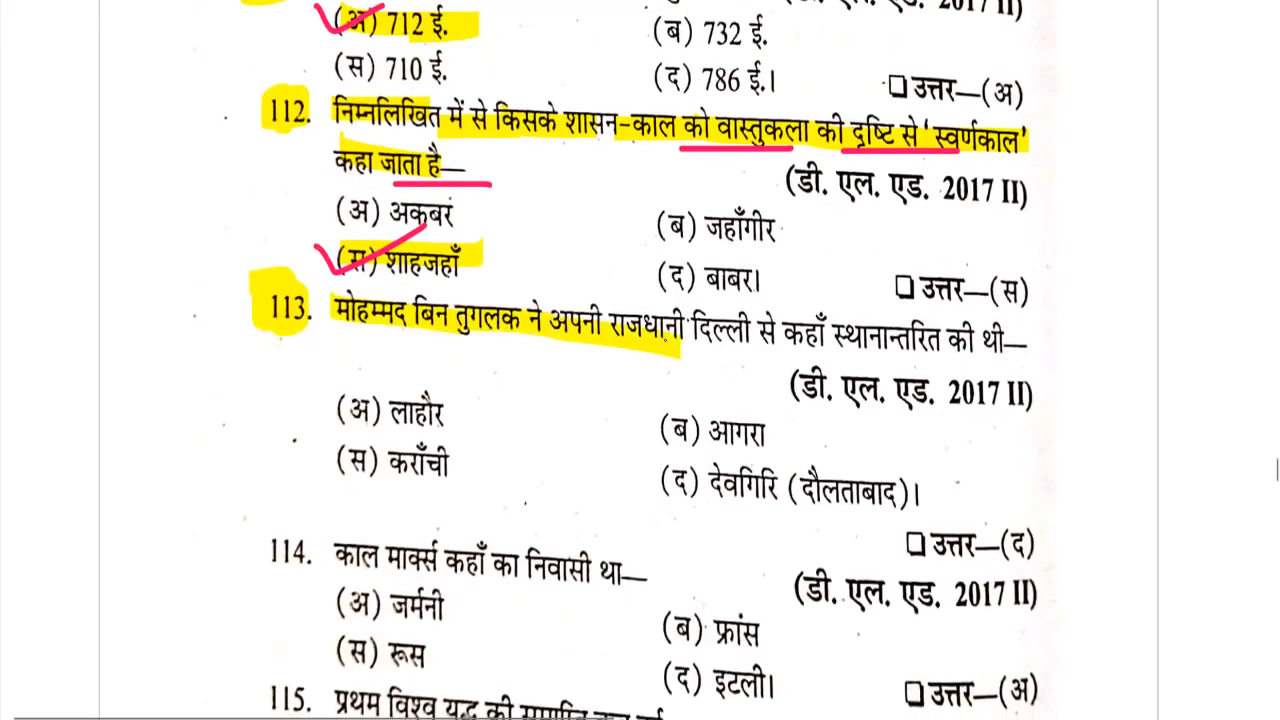 2017 II)
(अ) 712 ई.
(ब) 732 ई.
(स) 710 ई.
(द) 786 ई.।
❏ उत्तर—(अ)
112. निम्नलिखित में से किसके शासन-काल को वास्तुकला की दृष्टि से 'स्वर्णकाल'
कहा जाता है—
(डी. एल. एड. 2017 II)
(अ) अकबर
(ब) जहाँगीर
(स) शाहजहाँ
(द) बाबर।
❏ उत्तर—(स)
113. मोहम्मद बिन तुगलक ने अपनी राजधानी दिल्ली से कहाँ स्थानान्तरित की थी—
(डी. एल. एड. 2017 II)
(अ) लाहौर
(ब) आगरा
(स) कराँची
(द) देवगिरि (दौलताबाद)।
❏ उत्तर—(द)
114. काल मार्क्स कहाँ का निवासी था—
(डी. एल. एड. 2017 II)
(अ) जर्मनी
(ब) फ्रांस
(स) रूस
(द) इटली।
❏ उत्तर—(अ)
115. प्रथम विश्व युद्ध की